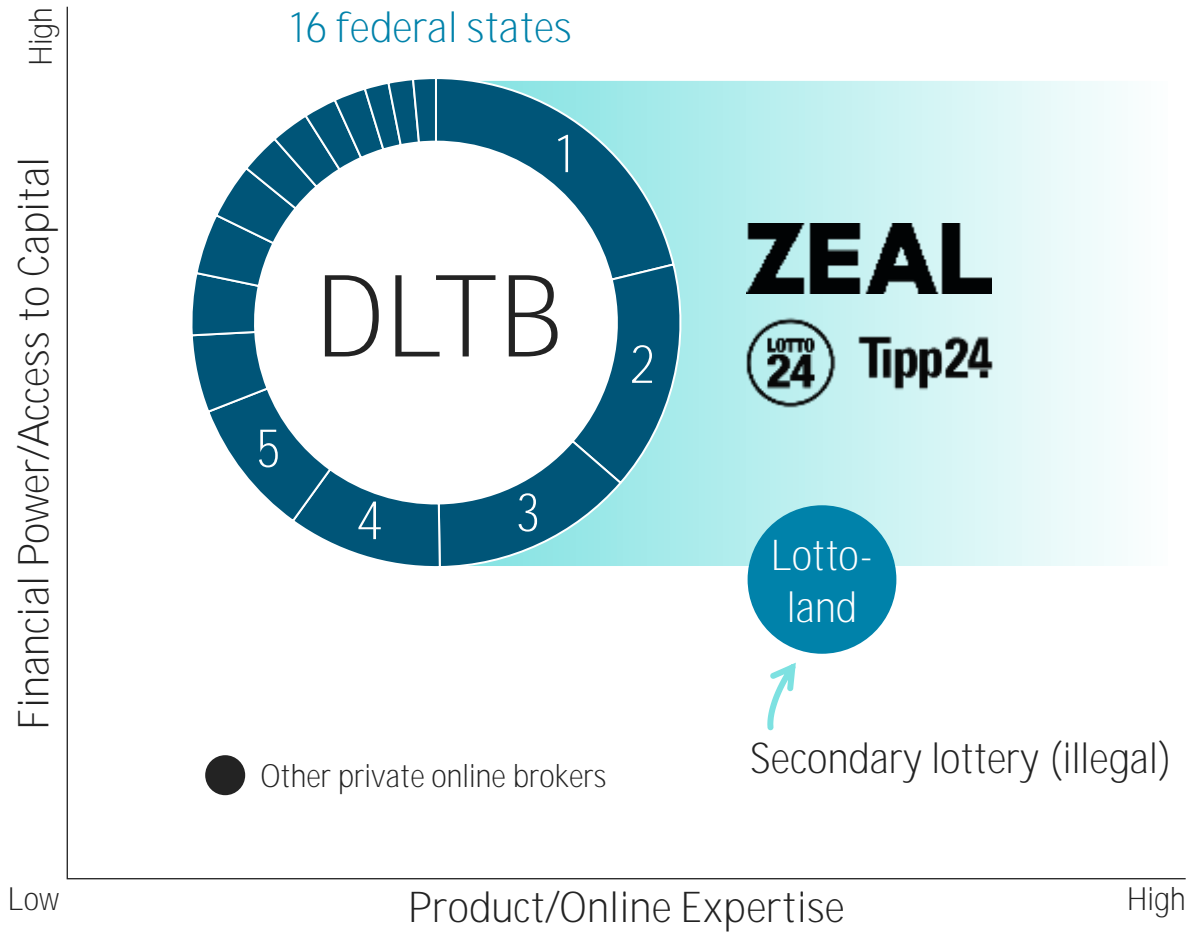 High
16 federal states
Financial Power/Access to Capital
1
2
3
4
5
DLTB
ZEAL
LOTTO
24
Tipp24
Lotto-
land
Secondary lottery (illegal)
Other private online brokers
Low
Product/Online Expertise
High